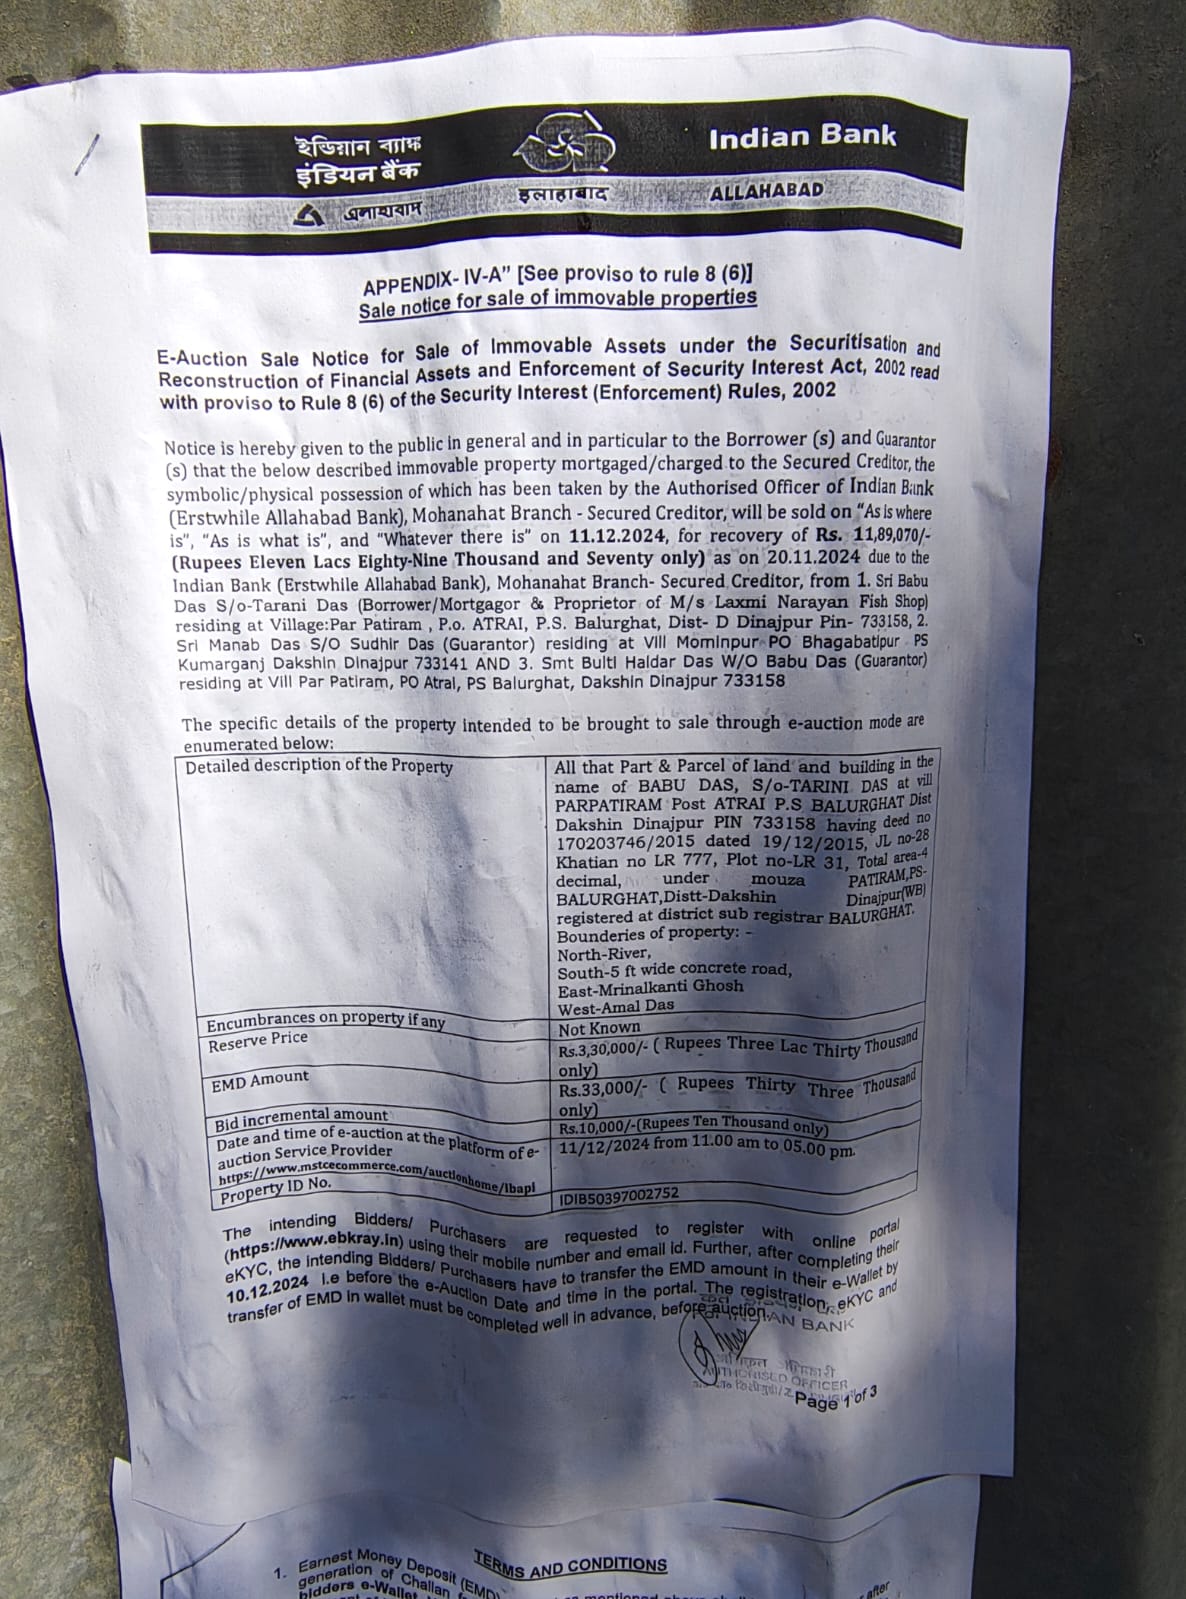 ইন্ডিয়ান ব্যাঙ্ক
इंडियन बैंक
এলাহাবাদ
इलाहाबाद
Indian Bank
ALLAHABAD
APPENDIX- IV-A” [See proviso to rule 8 (6)]
Sale notice for sale of immovable properties
E-Auction Sale Notice for Sale of Immovable Assets under the Securitisation and
Reconstruction of Financial Assets and Enforcement of Security Interest Act, 2002 read
with proviso to Rule 8 (6) of the Security Interest (Enforcement) Rules, 2002
Notice is hereby given to the public in general and in particular to the Borrower (s) and Guarantor
(s) that the below described immovable property mortgaged/charged to the Secured Creditor, the
symbolic/physical possession of which has been taken by the Authorised Officer of Indian Bank
(Erstwhile Allahabad Bank), Mohanahat Branch - Secured Creditor, will be sold on “As is where
is”, “As is what is”, and “Whatever there is” on 11.12.2024, for recovery of Rs. 11,89,070/-
(Rupees Eleven Lacs Eighty-Nine Thousand and Seventy only) as on 20.11.2024 due to the
Indian Bank (Erstwhile Allahabad Bank), Mohanahat Branch- Secured Creditor, from 1. Sri Babu
Das S/o-Tarani Das (Borrower/Mortgagor & Proprietor of M/s Laxmi Narayan Fish Shop)
residing at Village:Par Patiram , P.o. ATRAI, P.S. Balurghat, Dist- D Dinajpur Pin- 733158, 2.
Sri Manab Das S/O Sudhir Das (Guarantor) residing at Vill Mominpur PO Bhagabatipur PS
Kumarganj Dakshin Dinajpur 733141 AND 3. Smt Bulti Haldar Das W/O Babu Das (Guarantor)
residing at Vill Par Patiram, PO Atrai, PS Balurghat, Dakshin Dinajpur 733158
The specific details of the property intended to be brought to sale through e-auction mode are
enumerated below:
Detailed description of the Property
All that Part & Parcel of land and building in the
name of BABU DAS, S/o-TARINI DAS at vill
PARPATIRAM Post ATRAI P.S BALURGHAT Dist
Dakshin Dinajpur PIN 733158 having deed no
170203746/2015 dated 19/12/2015, JL no-28
Khatian no LR 777, Plot no-LR 31, Total area-4
decimal, under mouza PATIRAM,PS-
BALURGHAT,Distt-Dakshin Dinajpur(WB)
registered at district sub registrar BALURGHAT.
Bounderies of property: -
North-River,
South-5 ft wide concrete road,
East-Mrinalkanti Ghosh
West-Amal Das
Encumbrances on property if any
Not Known
Reserve Price
Rs.3,30,000/- ( Rupees Three Lac Thirty Thousand
only)
EMD Amount
Rs.33,000/- ( Rupees Thirty Three Thousand
only)
Bid incremental amount
Rs.10,000/-(Rupees Ten Thousand only)
Date and time of e-auction at the platform of e-
auction Service Provider
https://www.mstcecommerce.com/auctionhome/ibapi
11/12/2024 from 11.00 am to 05.00 pm.
Property ID No.
IDIB50397002752
The intending Bidders/ Purchasers are requested to register with online portal
(https://www.ebkray.in) using their mobile number and email id. Further, after completing their
eKYC, the intending Bidders/ Purchasers have to transfer the EMD amount in their e-Wallet by
10.12.2024 i.e before the e-Auction Date and time in the portal. The registration, eKYC and
transfer of EMD in wallet must be completed well in advance, before auction.
INDIAN BANK
AUTHORISED OFFICER
Page 1 of 3
TERMS AND CONDITIONS
1. Earnest Money Deposit (EMD)
generation of Challan
bidders e-Wallet
after